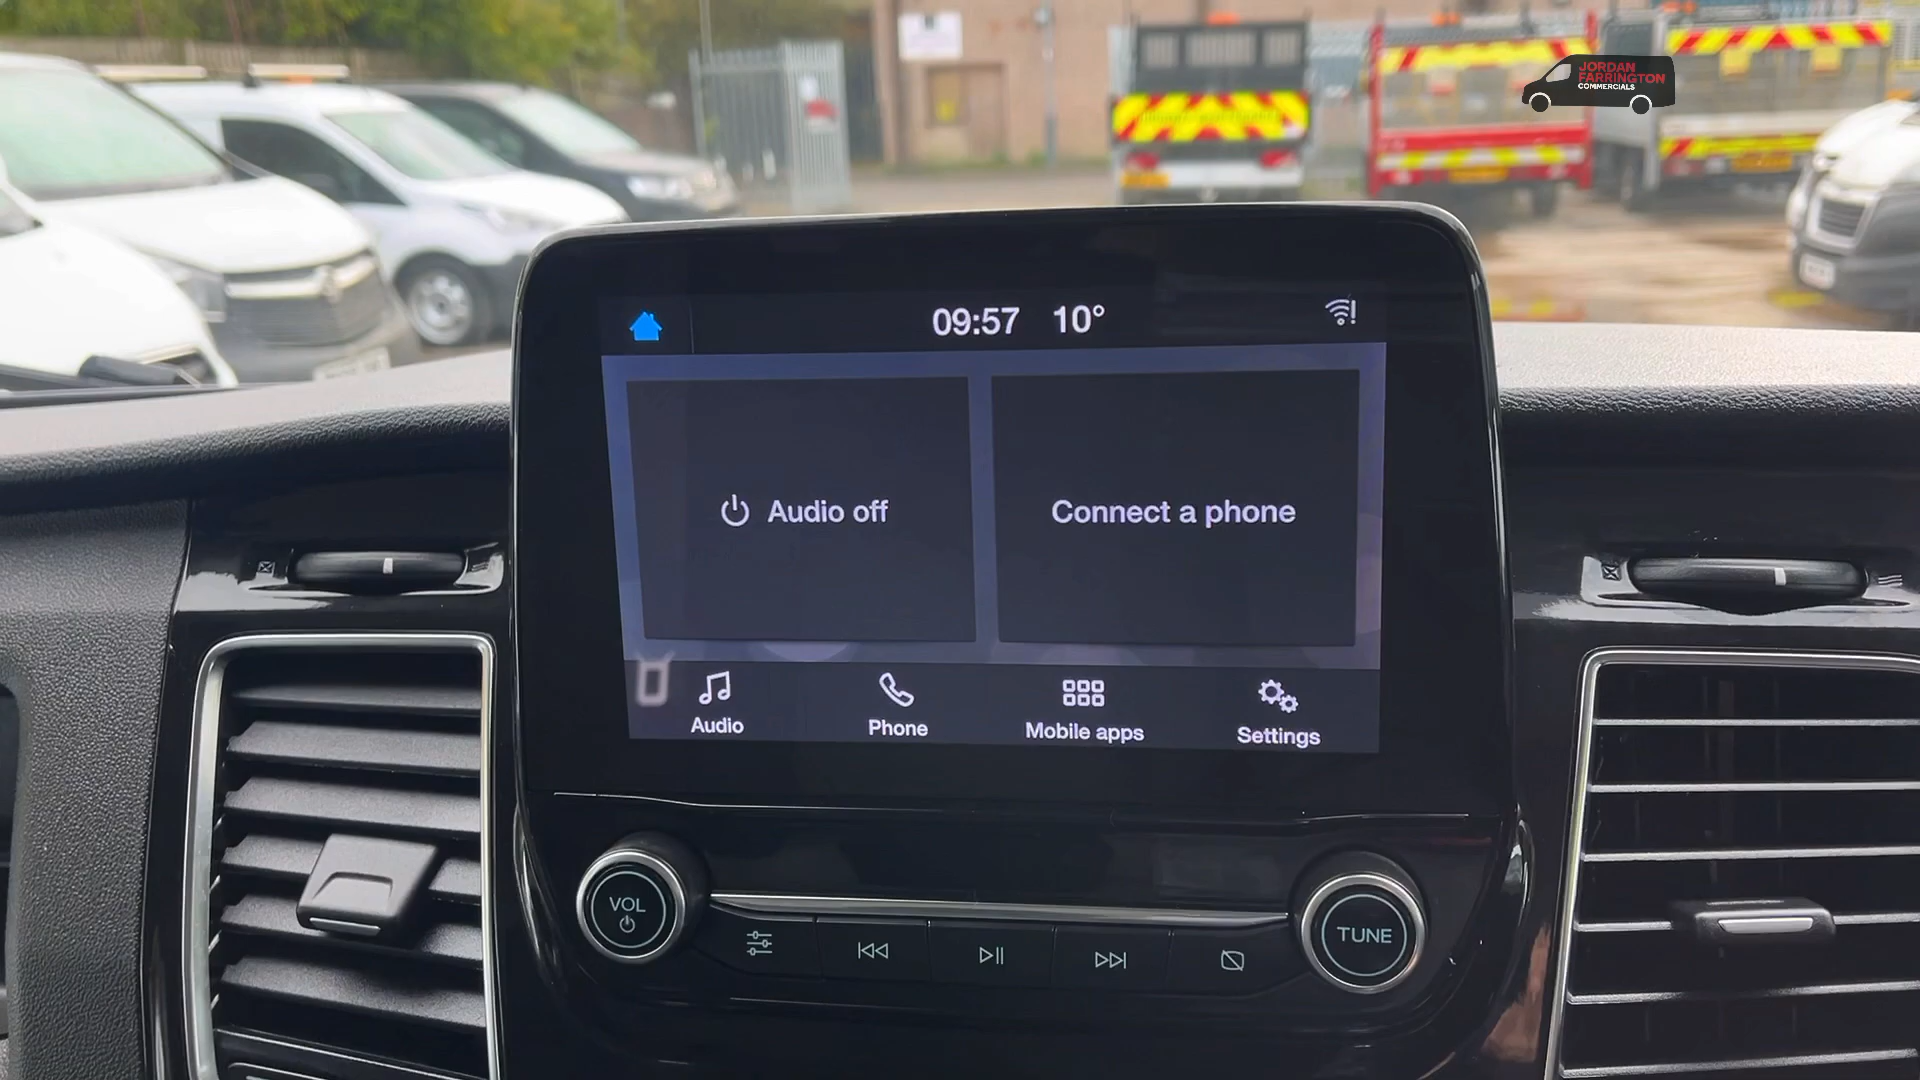 JORDAN
FARRINGTON
COMMERCIALS
09:57 10°
Audio off
Connect a phone
Audio
Phone
Mobile apps
Settings
VOL
TUNE